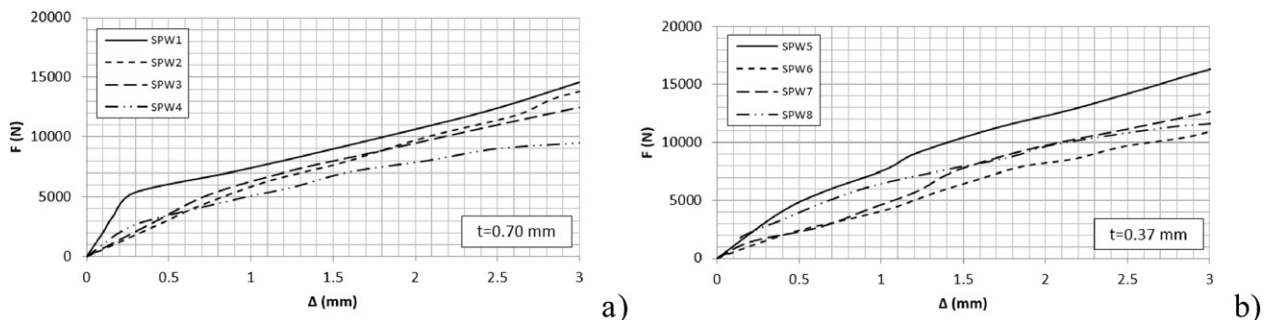 20000
15000
10000
5000
0
F (N)
SPW1
SPW2
SPW3
SPW4
t=0.70 mm
0 0.5 1 1.5 2 2.5 3
Δ (mm)
a)
20000
15000
10000
5000
0
F (N)
SPW5
SPW6
SPW7
SPW8
t=0.37 mm
0 0.5 1 1.5 2 2.5 3
Δ (mm)
b)